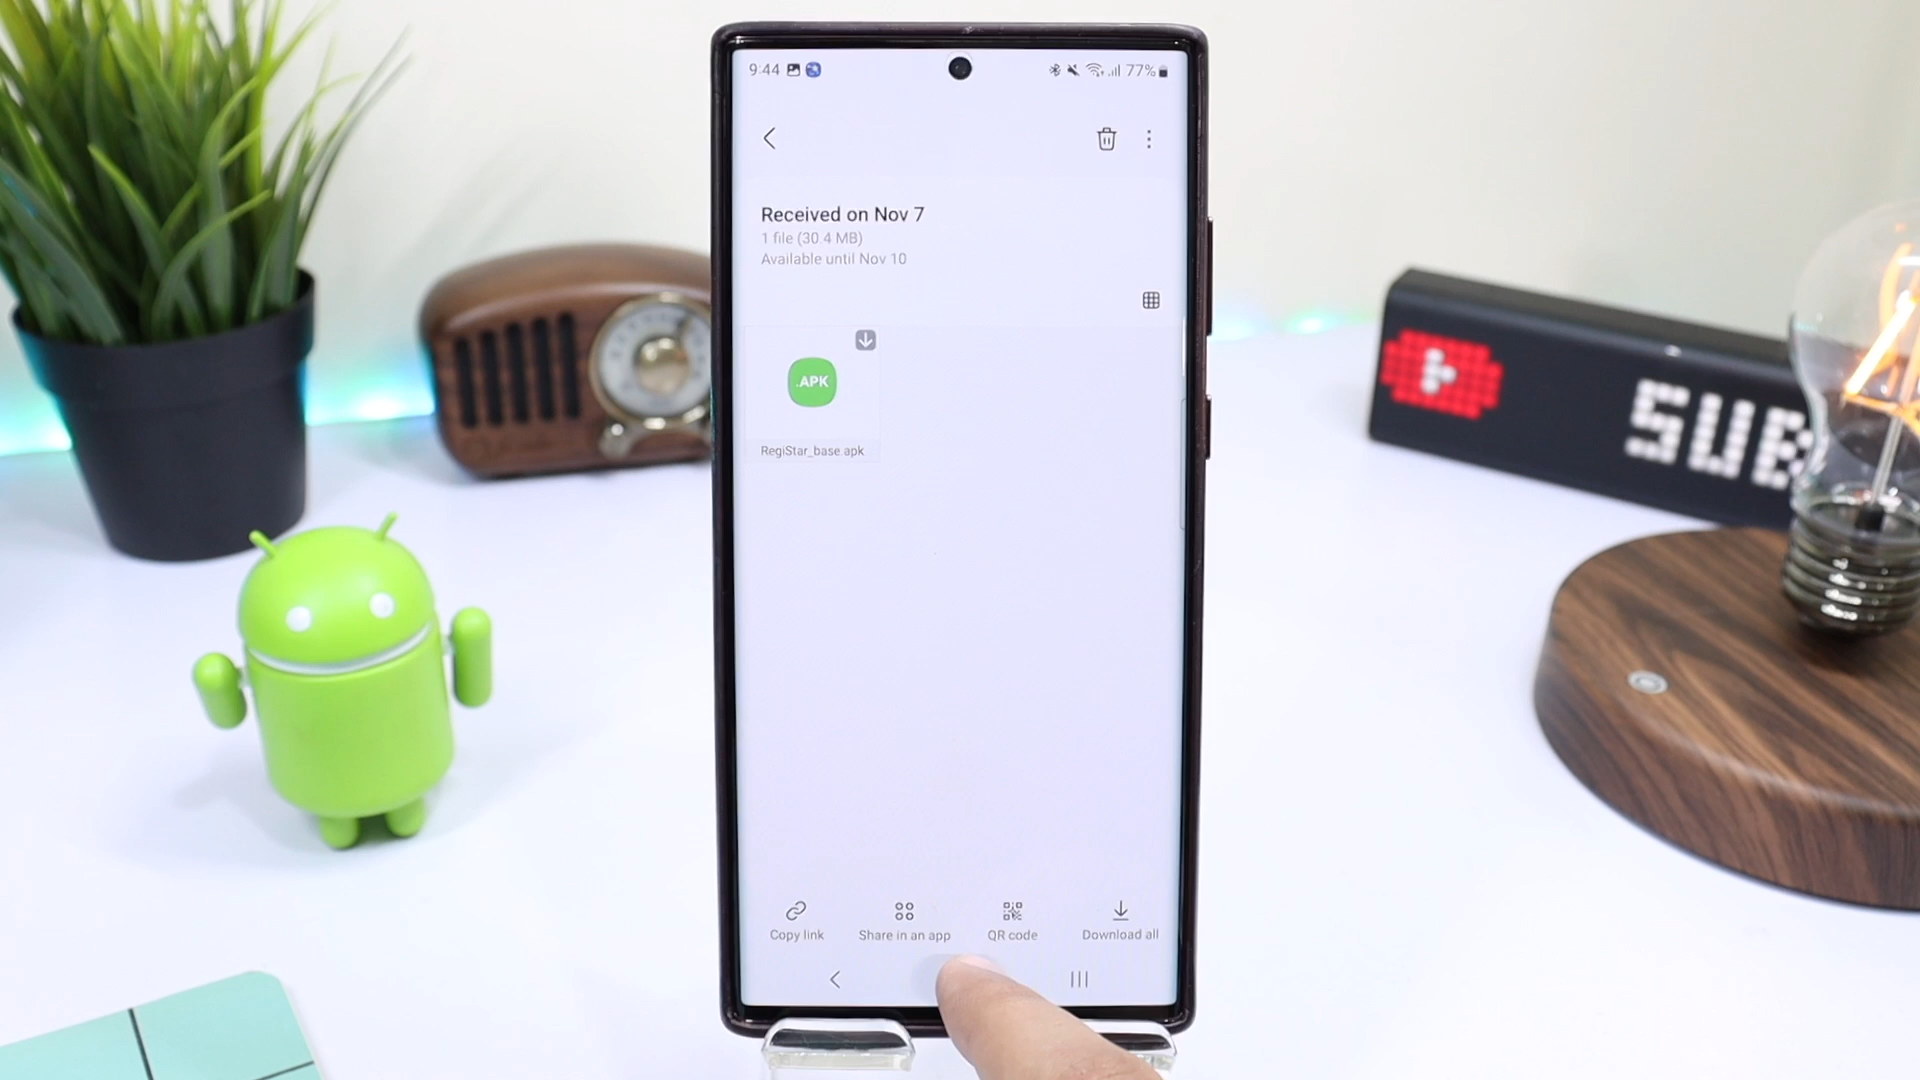 9:44
77%
Received on Nov 7
1 file (30.4 MB)
Available until Nov 10
.APK
RegiStar_base.apk
Copy link
Share in an app
QR code
Download all
SUB